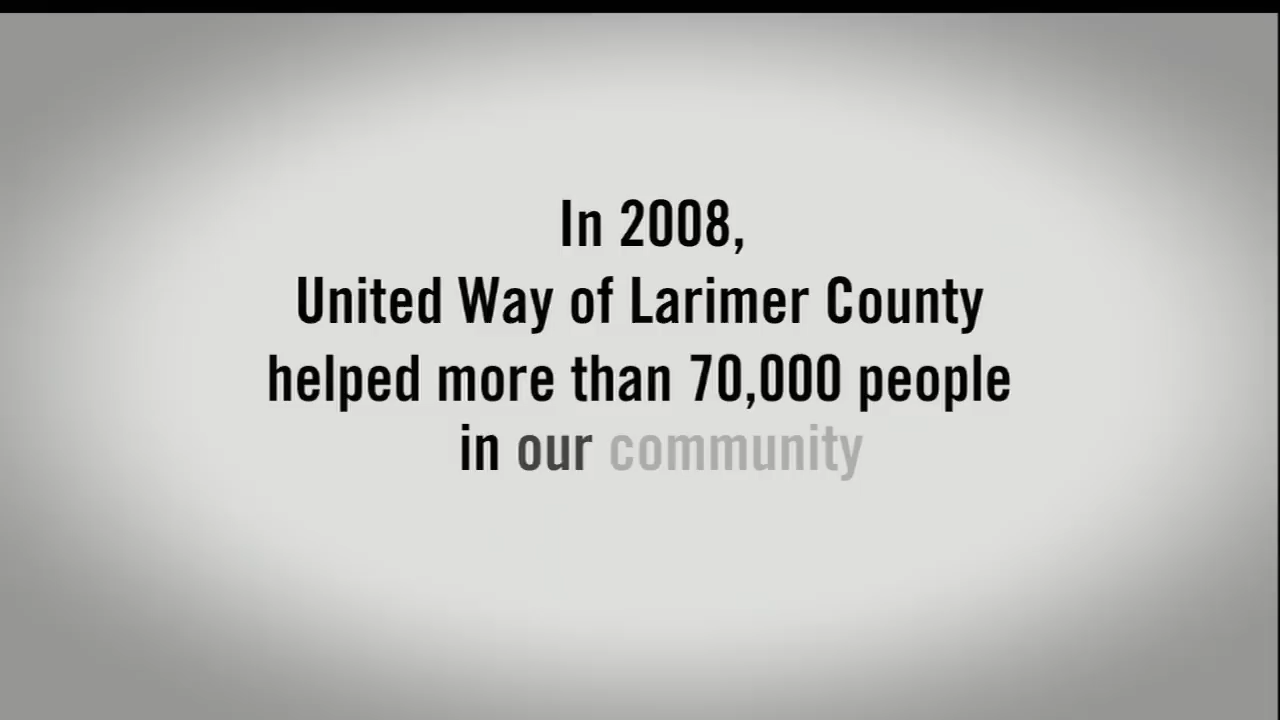 In 2008,
United Way of Larimer County
helped more than 70,000 people
in our community